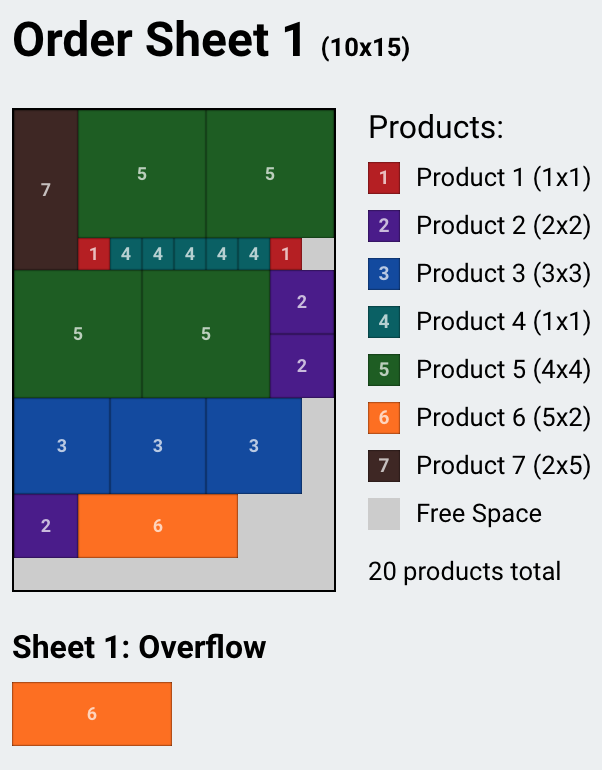 Order Sheet 1 (10x15)
7 5 5
1 4 4 4 4 4 1
5 5 2
2
3 3 3
2 6
Products:
1 Product 1 (1x1)
2 Product 2 (2x2)
3 Product 3 (3x3)
4 Product 4 (1x1)
5 Product 5 (4x4)
6 Product 6 (5x2)
7 Product 7 (2x5)
Free Space
20 products total
Sheet 1: Overflow
6